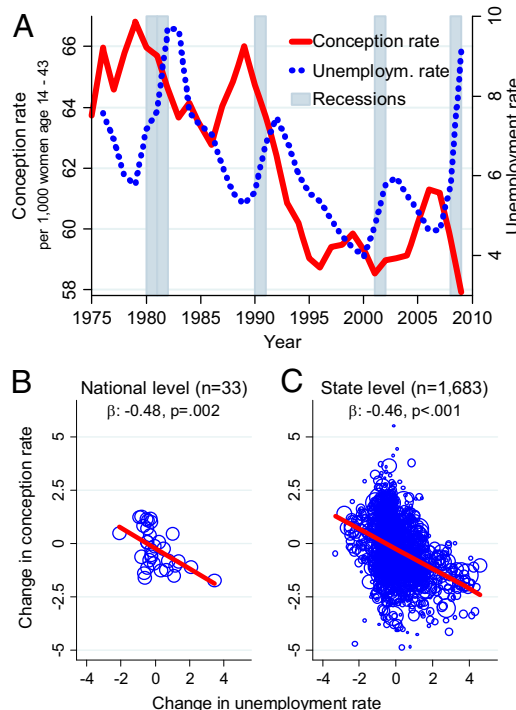 A
Conception rate
per 1,000 women age 14 - 43
66
64
62
60
58
Conception rate
Unemploym. rate
Recessions
10
8
6
4
Unemployment rate
1975 1980 1985 1990 1995 2000 2005 2010
Year
B
National level (n=33)
β: -0.48, p=.002
C
State level (n=1,683)
β: -0.46, p<.001
Change in conception rate
5
2.5
0
-2.5
-5
5
2.5
0
-2.5
-5
-4 -2 0 2 4
-4 -2 0 2 4
Change in unemployment rate